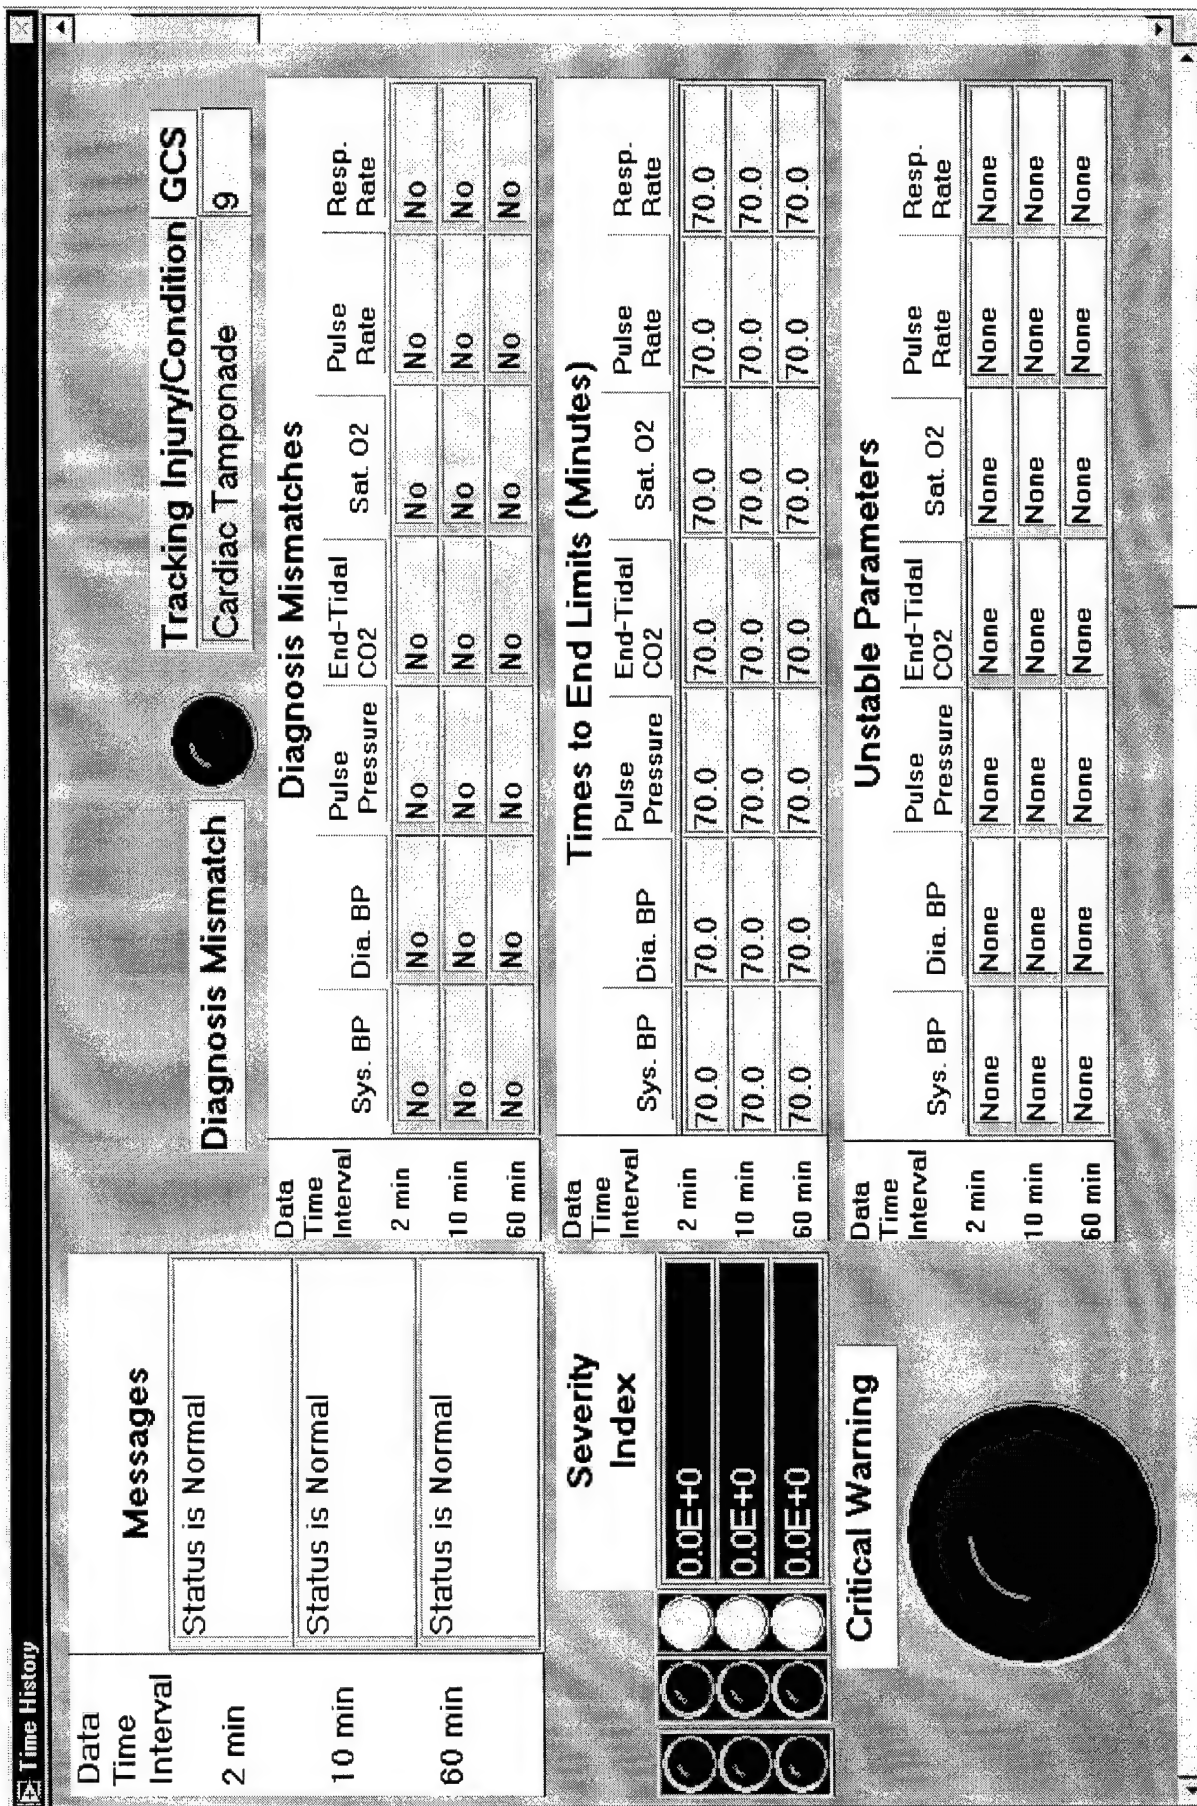 Time History
Data
Time
Interval
Messages
2 min
Status is Normal
10 min
Status is Normal
60 min
Status is Normal
Diagnosis Mismatch
Tracking Injury/Condition GCS
Cardiac Tamponade 9
Diagnosis Mismatches
Data
Time
Interval
Sys. BP Dia. BP Pulse Pressure End-Tidal CO2 Sat. O2 Pulse Rate Resp. Rate
2 min No No No No No No No
10 min No No No No No No No
60 min No No No No No No No
Severity
Index
0.0E+0
0.0E+0
0.0E+0
Times to End Limits (Minutes)
Data
Time
Interval
Sys. BP Dia. BP Pulse Pressure End-Tidal CO2 Sat. O2 Pulse Rate Resp. Rate
2 min 70.0 70.0 70.0 70.0 70.0 70.0 70.0
10 min 70.0 70.0 70.0 70.0 70.0 70.0 70.0
60 min 70.0 70.0 70.0 70.0 70.0 70.0 70.0
Critical Warning
Unstable Parameters
Data
Time
Interval
Sys. BP Dia. BP Pulse Pressure End-Tidal CO2 Sat. O2 Pulse Rate Resp. Rate
2 min None None None None None None None
10 min None None None None None None None
60 min None None None None None None None